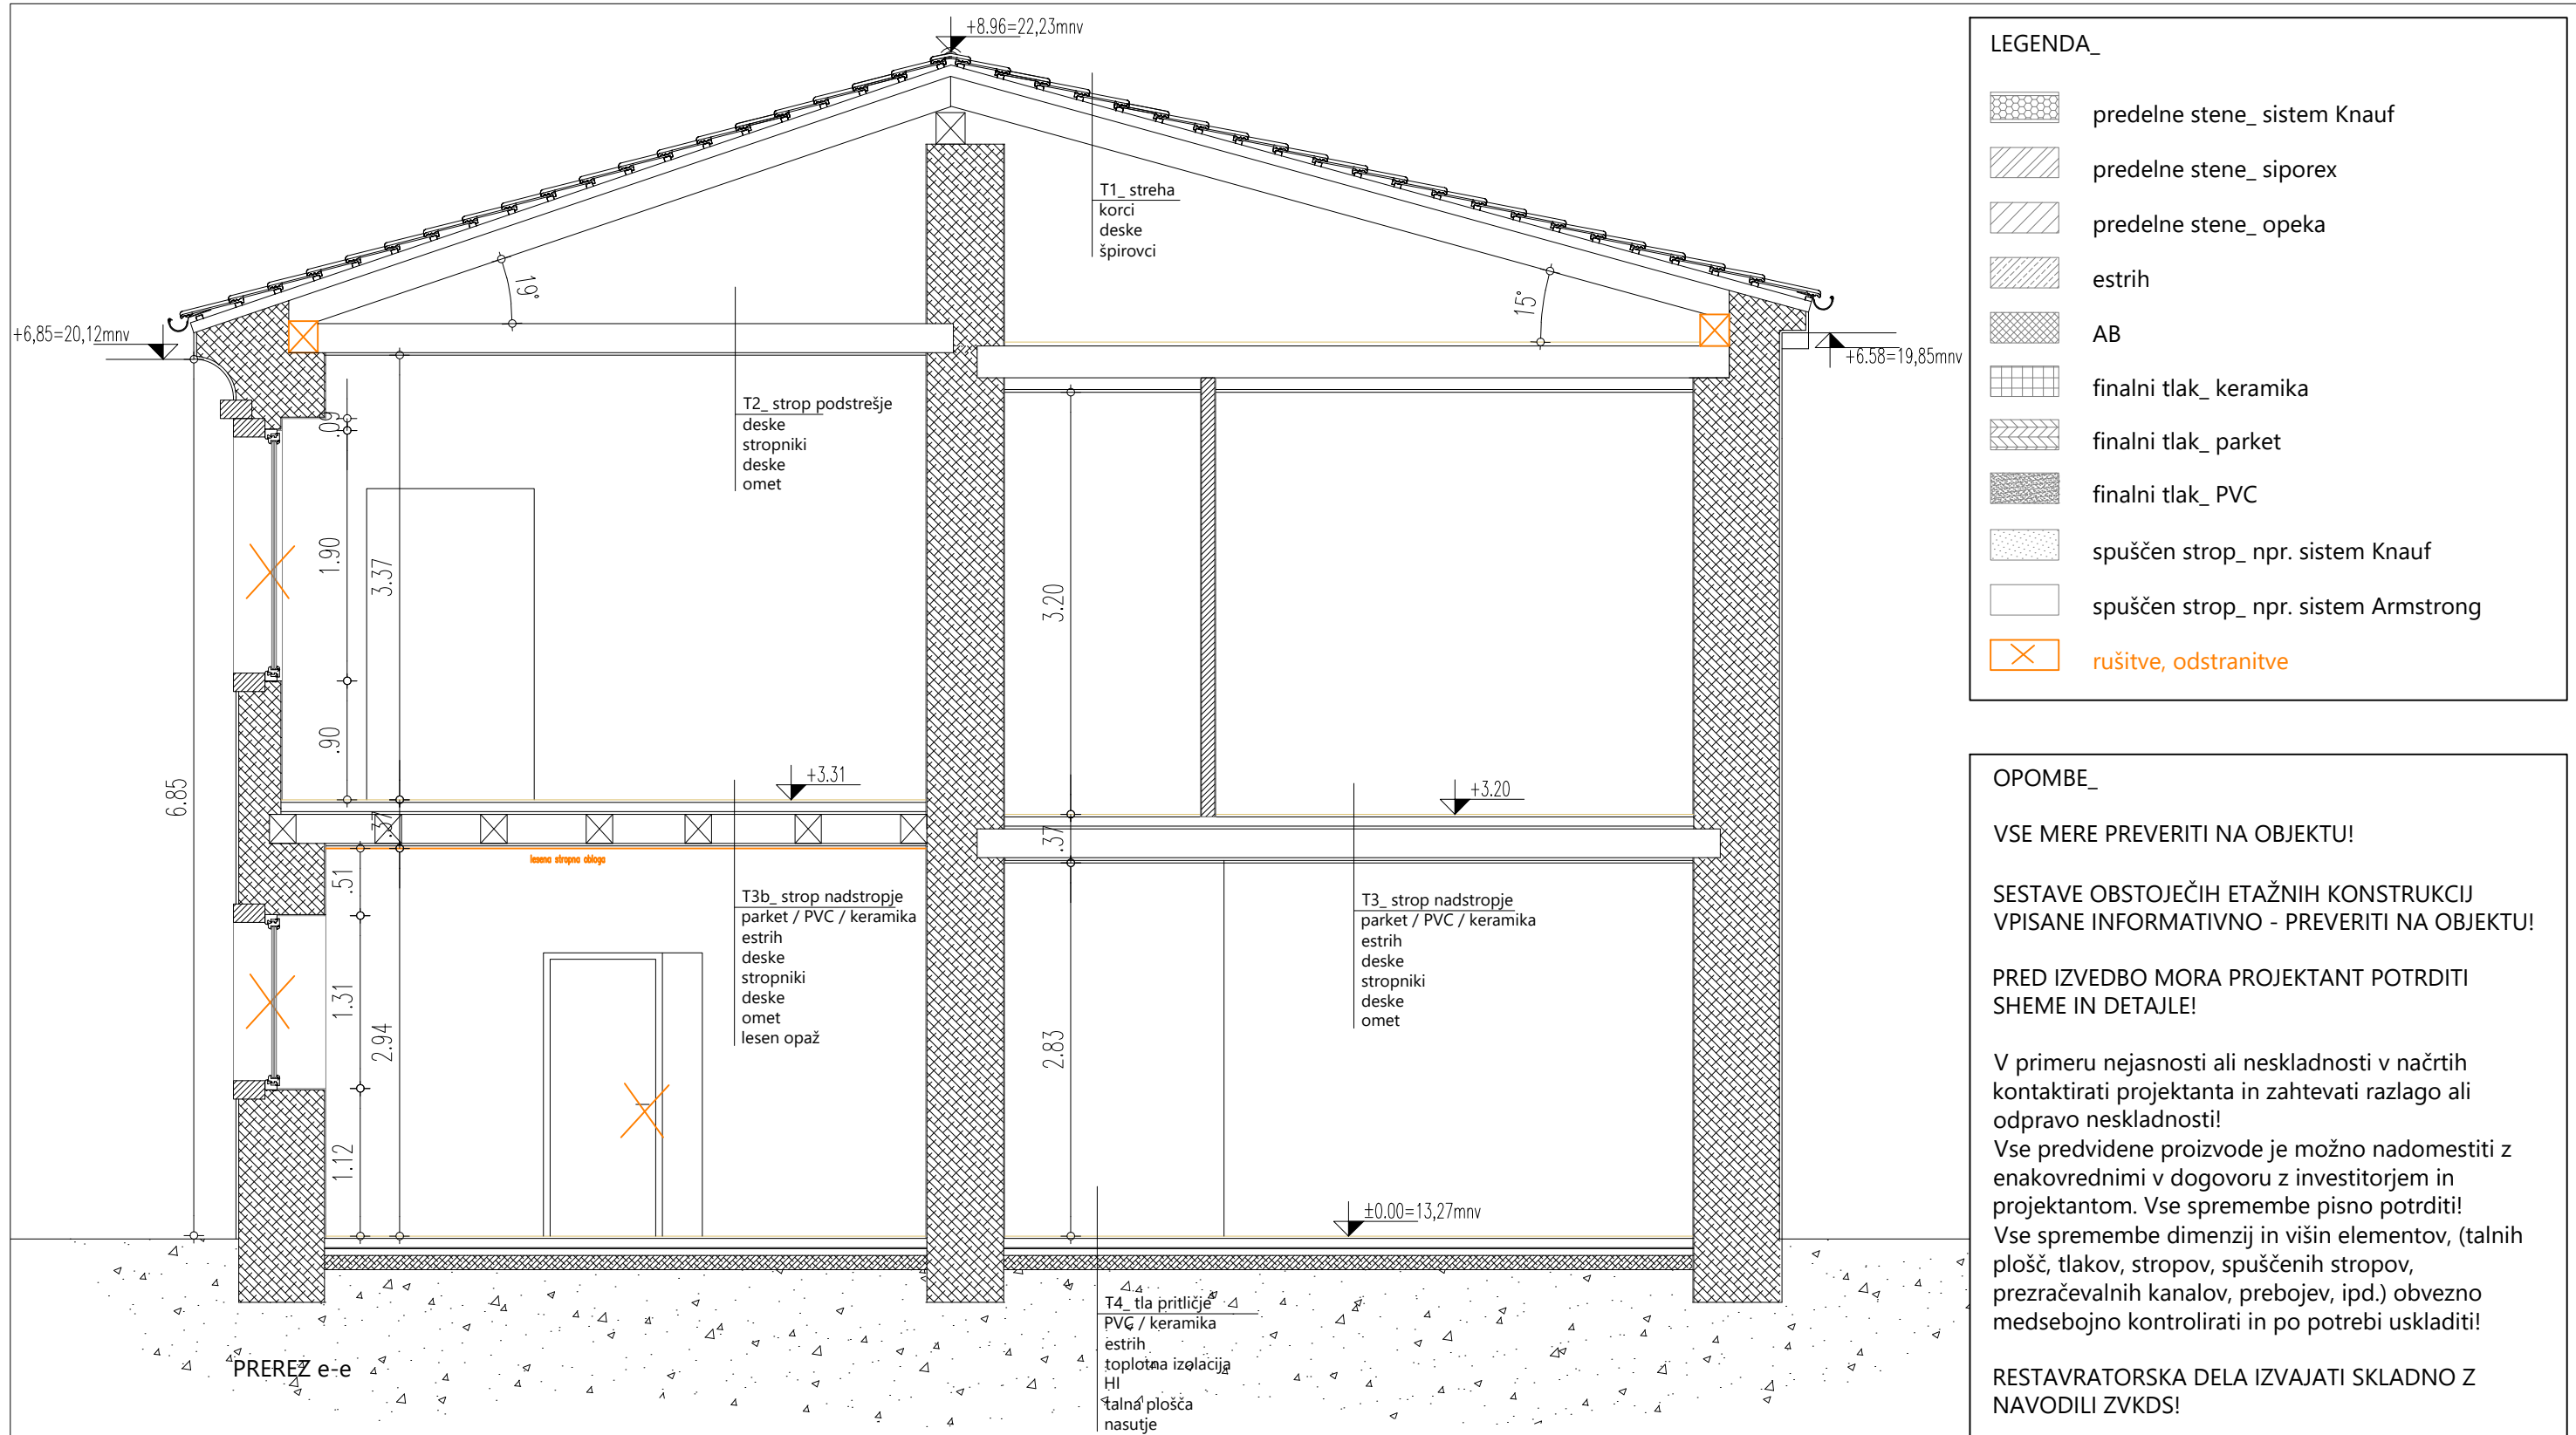 +8.96=22,23mnv
T1_ streha
korci
deske
špirovci
19°
15°
+6,85=20,12mnv
+6.58=19,85mnv
T2_ strop podstrešje
deske
stropniki
deske
omet
.09
1.90
3.37
3.20
.90
6.85
+3.31
+3.20
.37
.37
lesena stropna obloga
.51
T3b_ strop nadstropje
parket / PVC / keramika
estrih
deske
stropniki
deske
omet
lesen opaž
T3_ strop nadstropje
parket / PVC / keramika
estrih
deske
stropniki
deske
omet
1.31
2.94
2.83
1.12
±0.00=13,27mnv
T4_ tla pritličje
PVC / keramika
estrih
toplotna izolacija
HI
talna plošča
nasutje
PREREZ e-e
LEGENDA_
predelne stene_ sistem Knauf
predelne stene_ siporex
predelne stene_ opeka
estrih
AB
finalni tlak_ keramika
finalni tlak_ parket
finalni tlak_ PVC
spuščen strop_ npr. sistem Knauf
spuščen strop_ npr. sistem Armstrong
rušitve, odstranitve
OPOMBE_
VSE MERE PREVERITI NA OBJEKTU!
SESTAVE OBSTOJEČIH ETAŽNIH KONSTRUKCIJ
VPISANE INFORMATIVNO - PREVERITI NA OBJEKTU!
PRED IZVEDBO MORA PROJEKTANT POTRDITI
SHEME IN DETAJLE!
V primeru nejasnosti ali neskladnosti v načrtih
kontaktirati projektanta in zahtevati razlago ali
odpravo neskladnosti!
Vse predvidene proizvode je možno nadomestiti z
enakovrednimi v dogovoru z investitorjem in
projektantom. Vse spremembe pisno potrditi!
Vse spremembe dimenzij in višin elementov, (talnih
plošč, tlakov, stropov, spuščenih stropov,
prezračevalnih kanalov, prebojev, ipd.) obvezno
medsebojno kontrolirati in po potrebi uskladiti!
RESTAVRATORSKA DELA IZVAJATI SKLADNO Z
NAVODILI ZVKDS!